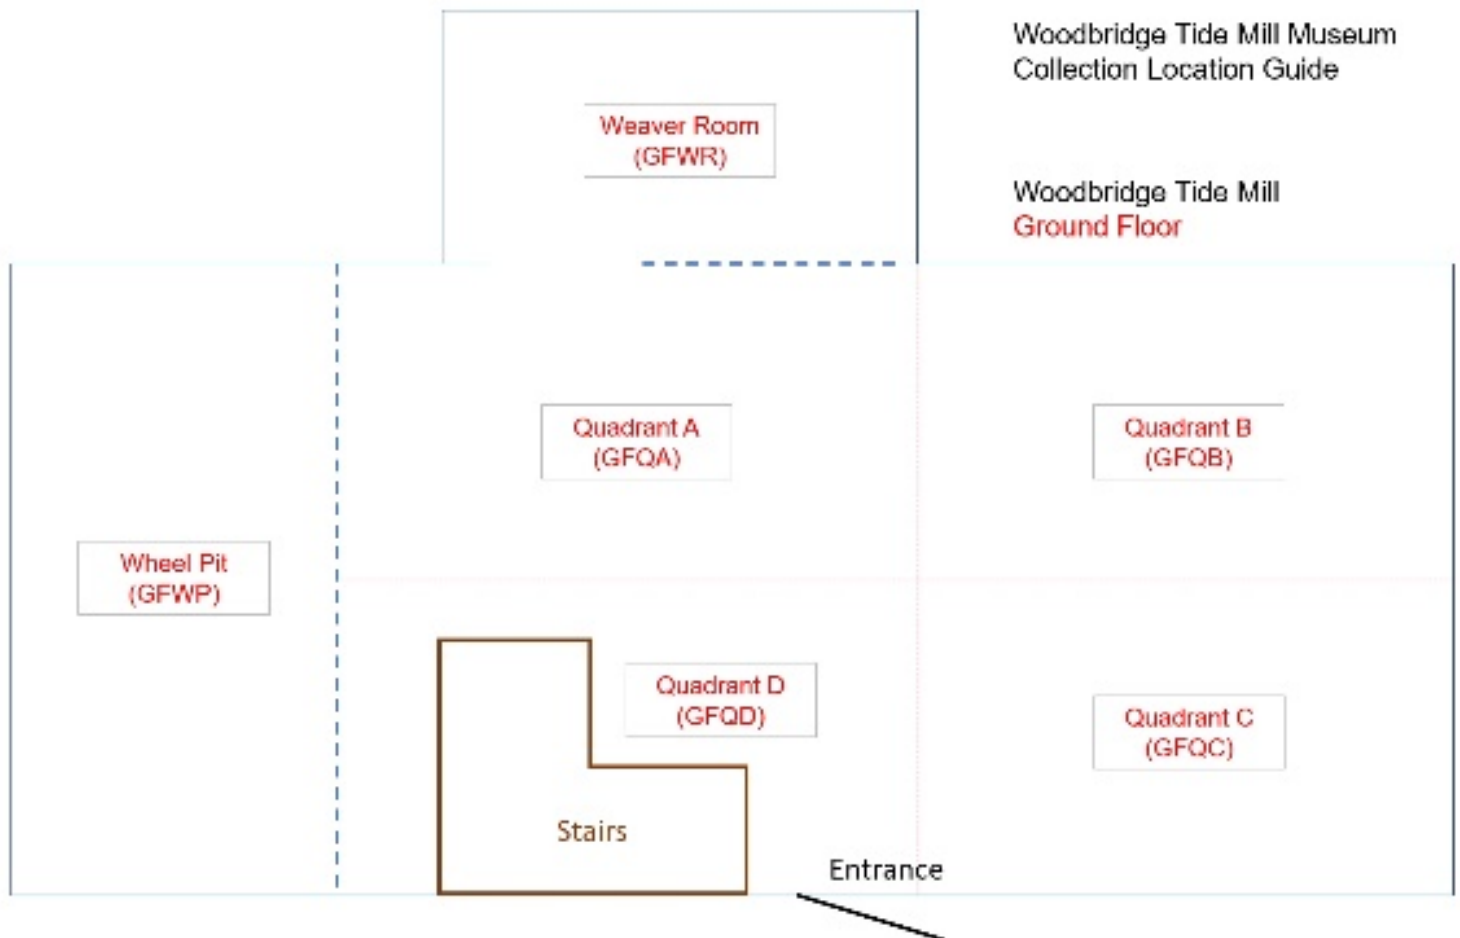 Woodbridge Tide Mill Museum
Collection Location Guide
Weaver Room
(GFWR)
Woodbridge Tide Mill
Ground Floor
Quadrant A
(GFQA)
Quadrant B
(GFQB)
Wheel Pit
(GFWP)
Quadrant D
(GFQD)
Quadrant C
(GFQC)
Stairs
Entrance